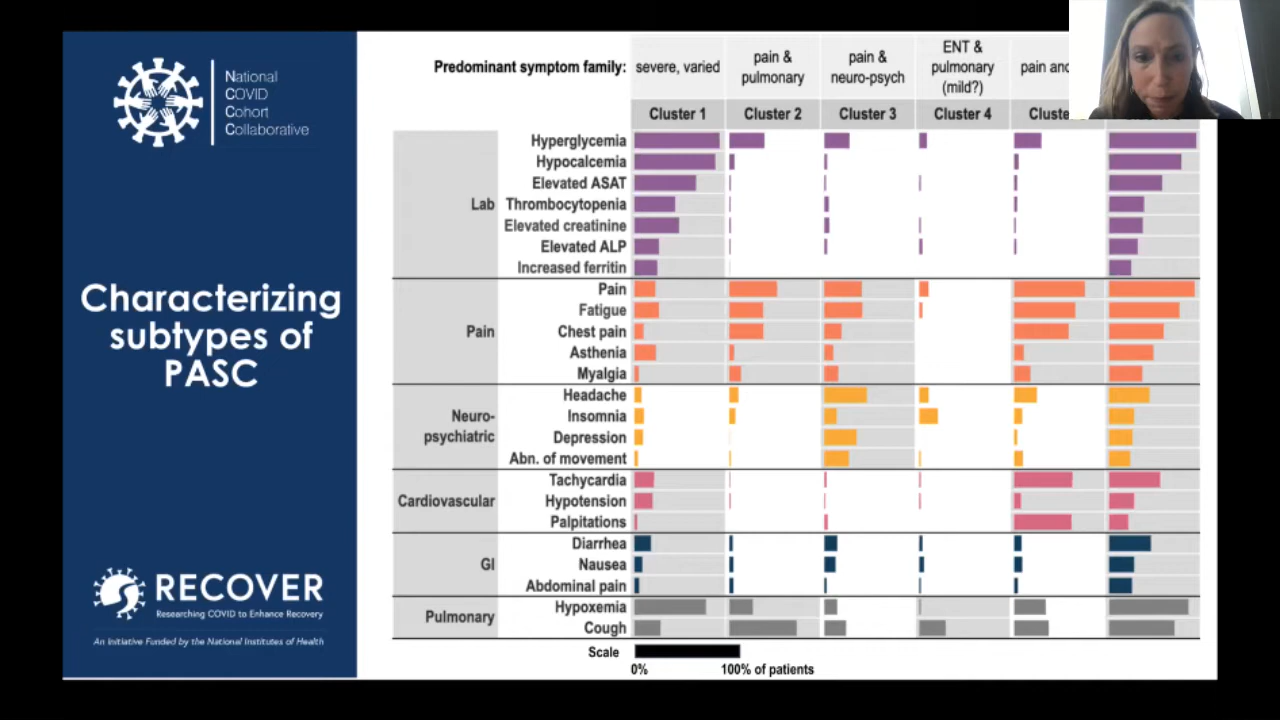 National
COVID
Cohort
Collaborative
Characterizing
subtypes of
PASC
RECOVER
Researching COVID to Enhance Recovery
An Initiative Funded by the National Institutes of Health
Predominant symptom family:
severe, varied
pain &
pulmonary
pain &
neuro-psych
ENT &
pulmonary
(mild?)
pain
Cluster 1
Cluster 2
Cluster 3
Cluster 4
Lab
Hyperglycemia
Hypocalcemia
Elevated ASAT
Thrombocytopenia
Elevated creatinine
Elevated ALP
Increased ferritin
Pain
Pain
Fatigue
Chest pain
Asthenia
Myalgia
Neuro-
psychiatric
Headache
Insomnia
Depression
Abn. of movement
Cardiovascular
Tachycardia
Hypotension
Palpitations
GI
Diarrhea
Nausea
Abdominal pain
Pulmonary
Hypoxemia
Cough
Scale
0%
100% of patients